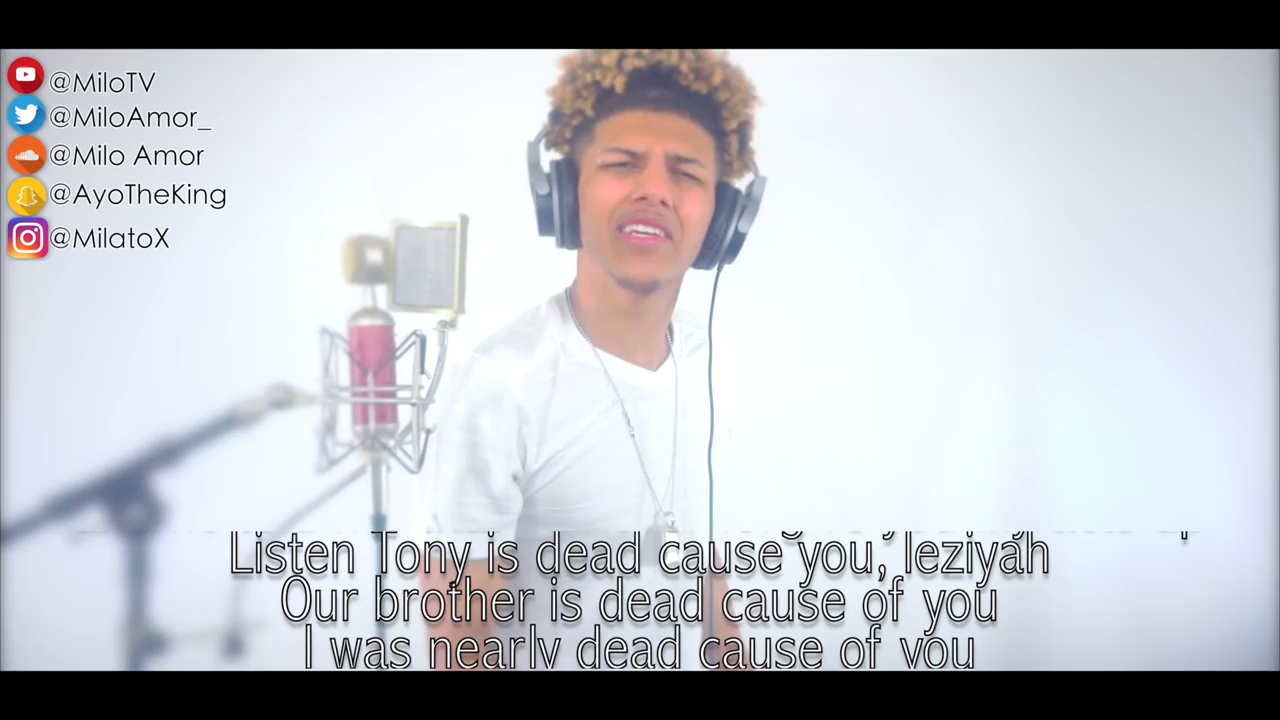 @MiloTV
@MiloAmor_
@Milo Amor
@AyoTheKing
@MilatoX
Listen Tony is dead cause you, Ieziyah
Our brother is dead cause of you
I was nearly dead cause of you